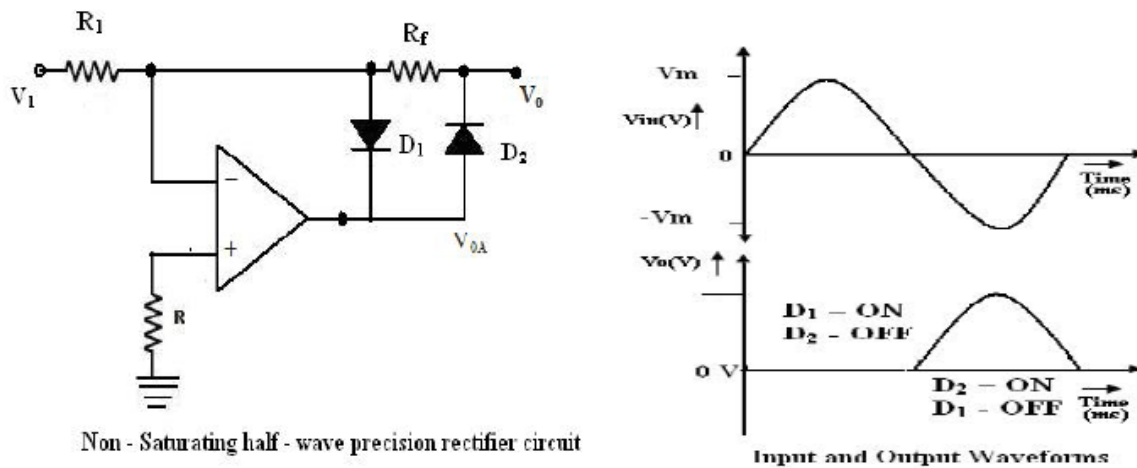 R1
Rf
V1
V0
D1
D2
−
+
V0A
R
Non - Saturating half - wave precision rectifier circuit
Vm
Vin(V)
0
Time
(ms)
-Vm
Vo(V)
D1 – ON
D2 - OFF
0 V
D2 – ON
D1 - OFF
Time
(ms)
Input and Output Waveforms